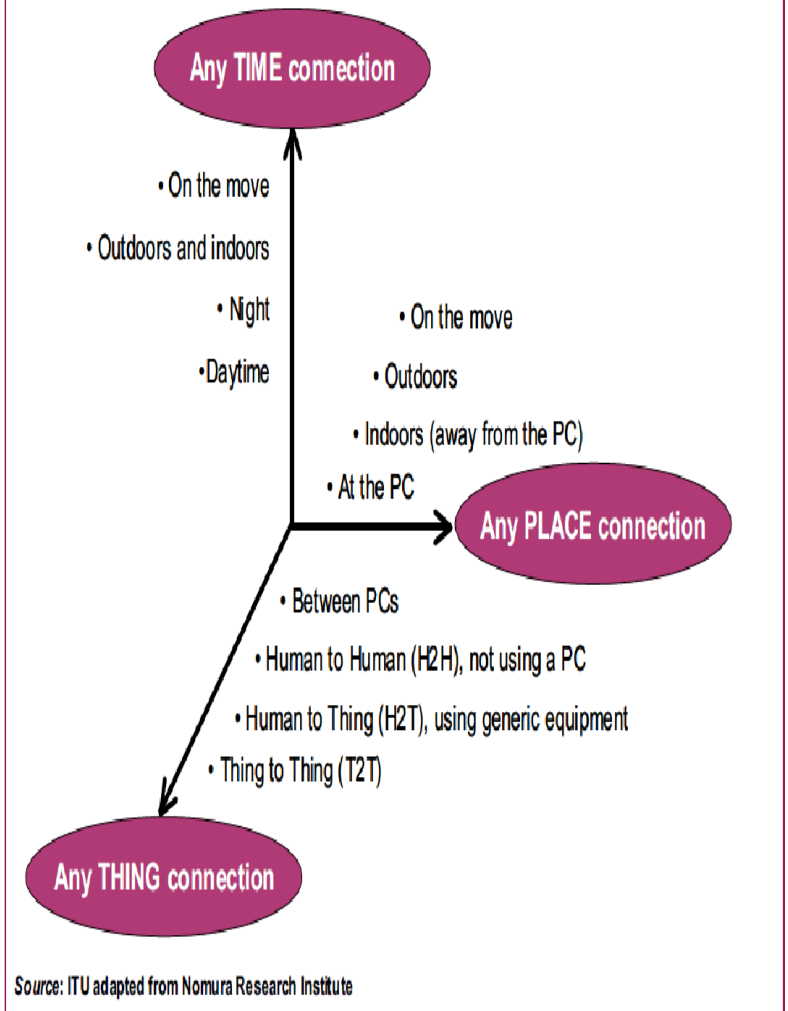 Any TIME connection
• On the move
• Outdoors and indoors
• Night
•Daytime
• On the move
• Outdoors
• Indoors (away from the PC)
• At the PC
Any PLACE connection
• Between PCs
• Human to Human (H2H), not using a PC
• Human to Thing (H2T), using generic equipment
• Thing to Thing (T2T)
Any THING connection
Source: ITU adapted from Nomura Research Institute